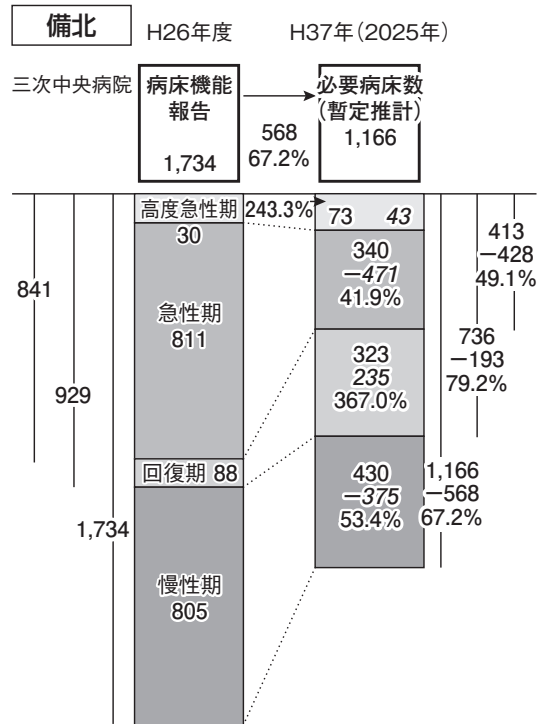 備北
H26年度
H37年(2025年)
三次中央病院
病床機能
報告
1,734
568
67.2%
必要病床数
(暫定推計)
1,166
高度急性期
30
243.3%
73 43
急性期
811
340
−471
41.9%
回復期 88
323
235
367.0%
慢性期
805
430
−375
53.4%
841
929
1,734
413
−428
49.1%
736
−193
79.2%
1,166
−568
67.2%